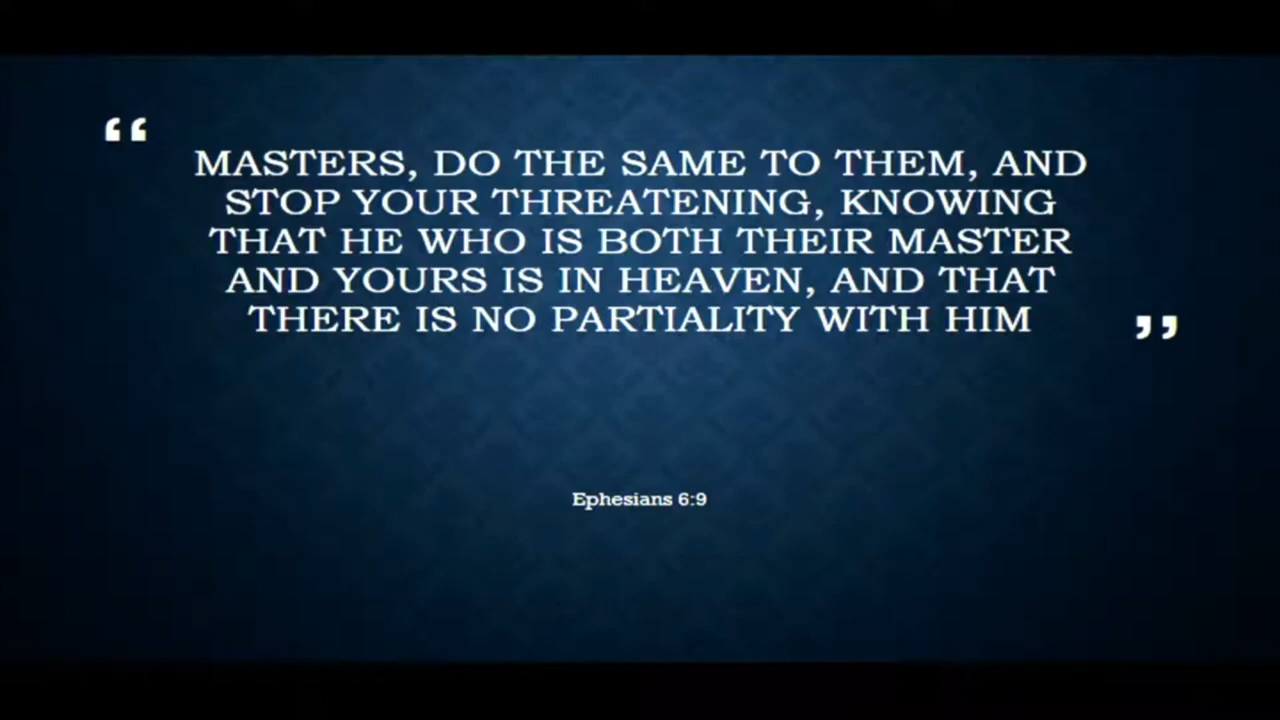 “
MASTERS, DO THE SAME TO THEM, AND
STOP YOUR THREATENING, KNOWING
THAT HE WHO IS BOTH THEIR MASTER
AND YOURS IS IN HEAVEN, AND THAT
THERE IS NO PARTIALITY WITH HIM ”
Ephesians 6:9